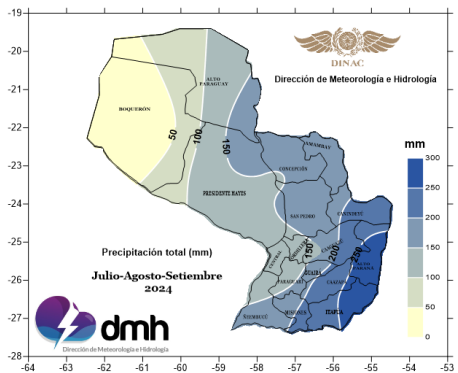 DINAC
Dirección de Meteorología e Hidrología
-19
-20
-21
-22
-23
-24
-25
-26
-27
-28
ALTO
PARAGUAY
BOQUERÓN
50
100
150
AMAMBAY
CONCEPCIÓN
PRESIDENTE HAYES
SAN PEDRO
CANINDEYÚ
CORDILLERA
CENTRAL
150
200
250
GUAIRÁ
PARAGUARÍ
CAAZAPÁ
ÑEEMBUCÚ
MISIONES
ITAPÚA
mm
300
250
200
150
100
50
0
Precipitación total (mm)
Julio-Agosto-Setiembre
2024
dmh
Dirección de Meteorología e Hidrología
-64
-63
-62
-61
-60
-59
-58
-57
-56
-55
-54